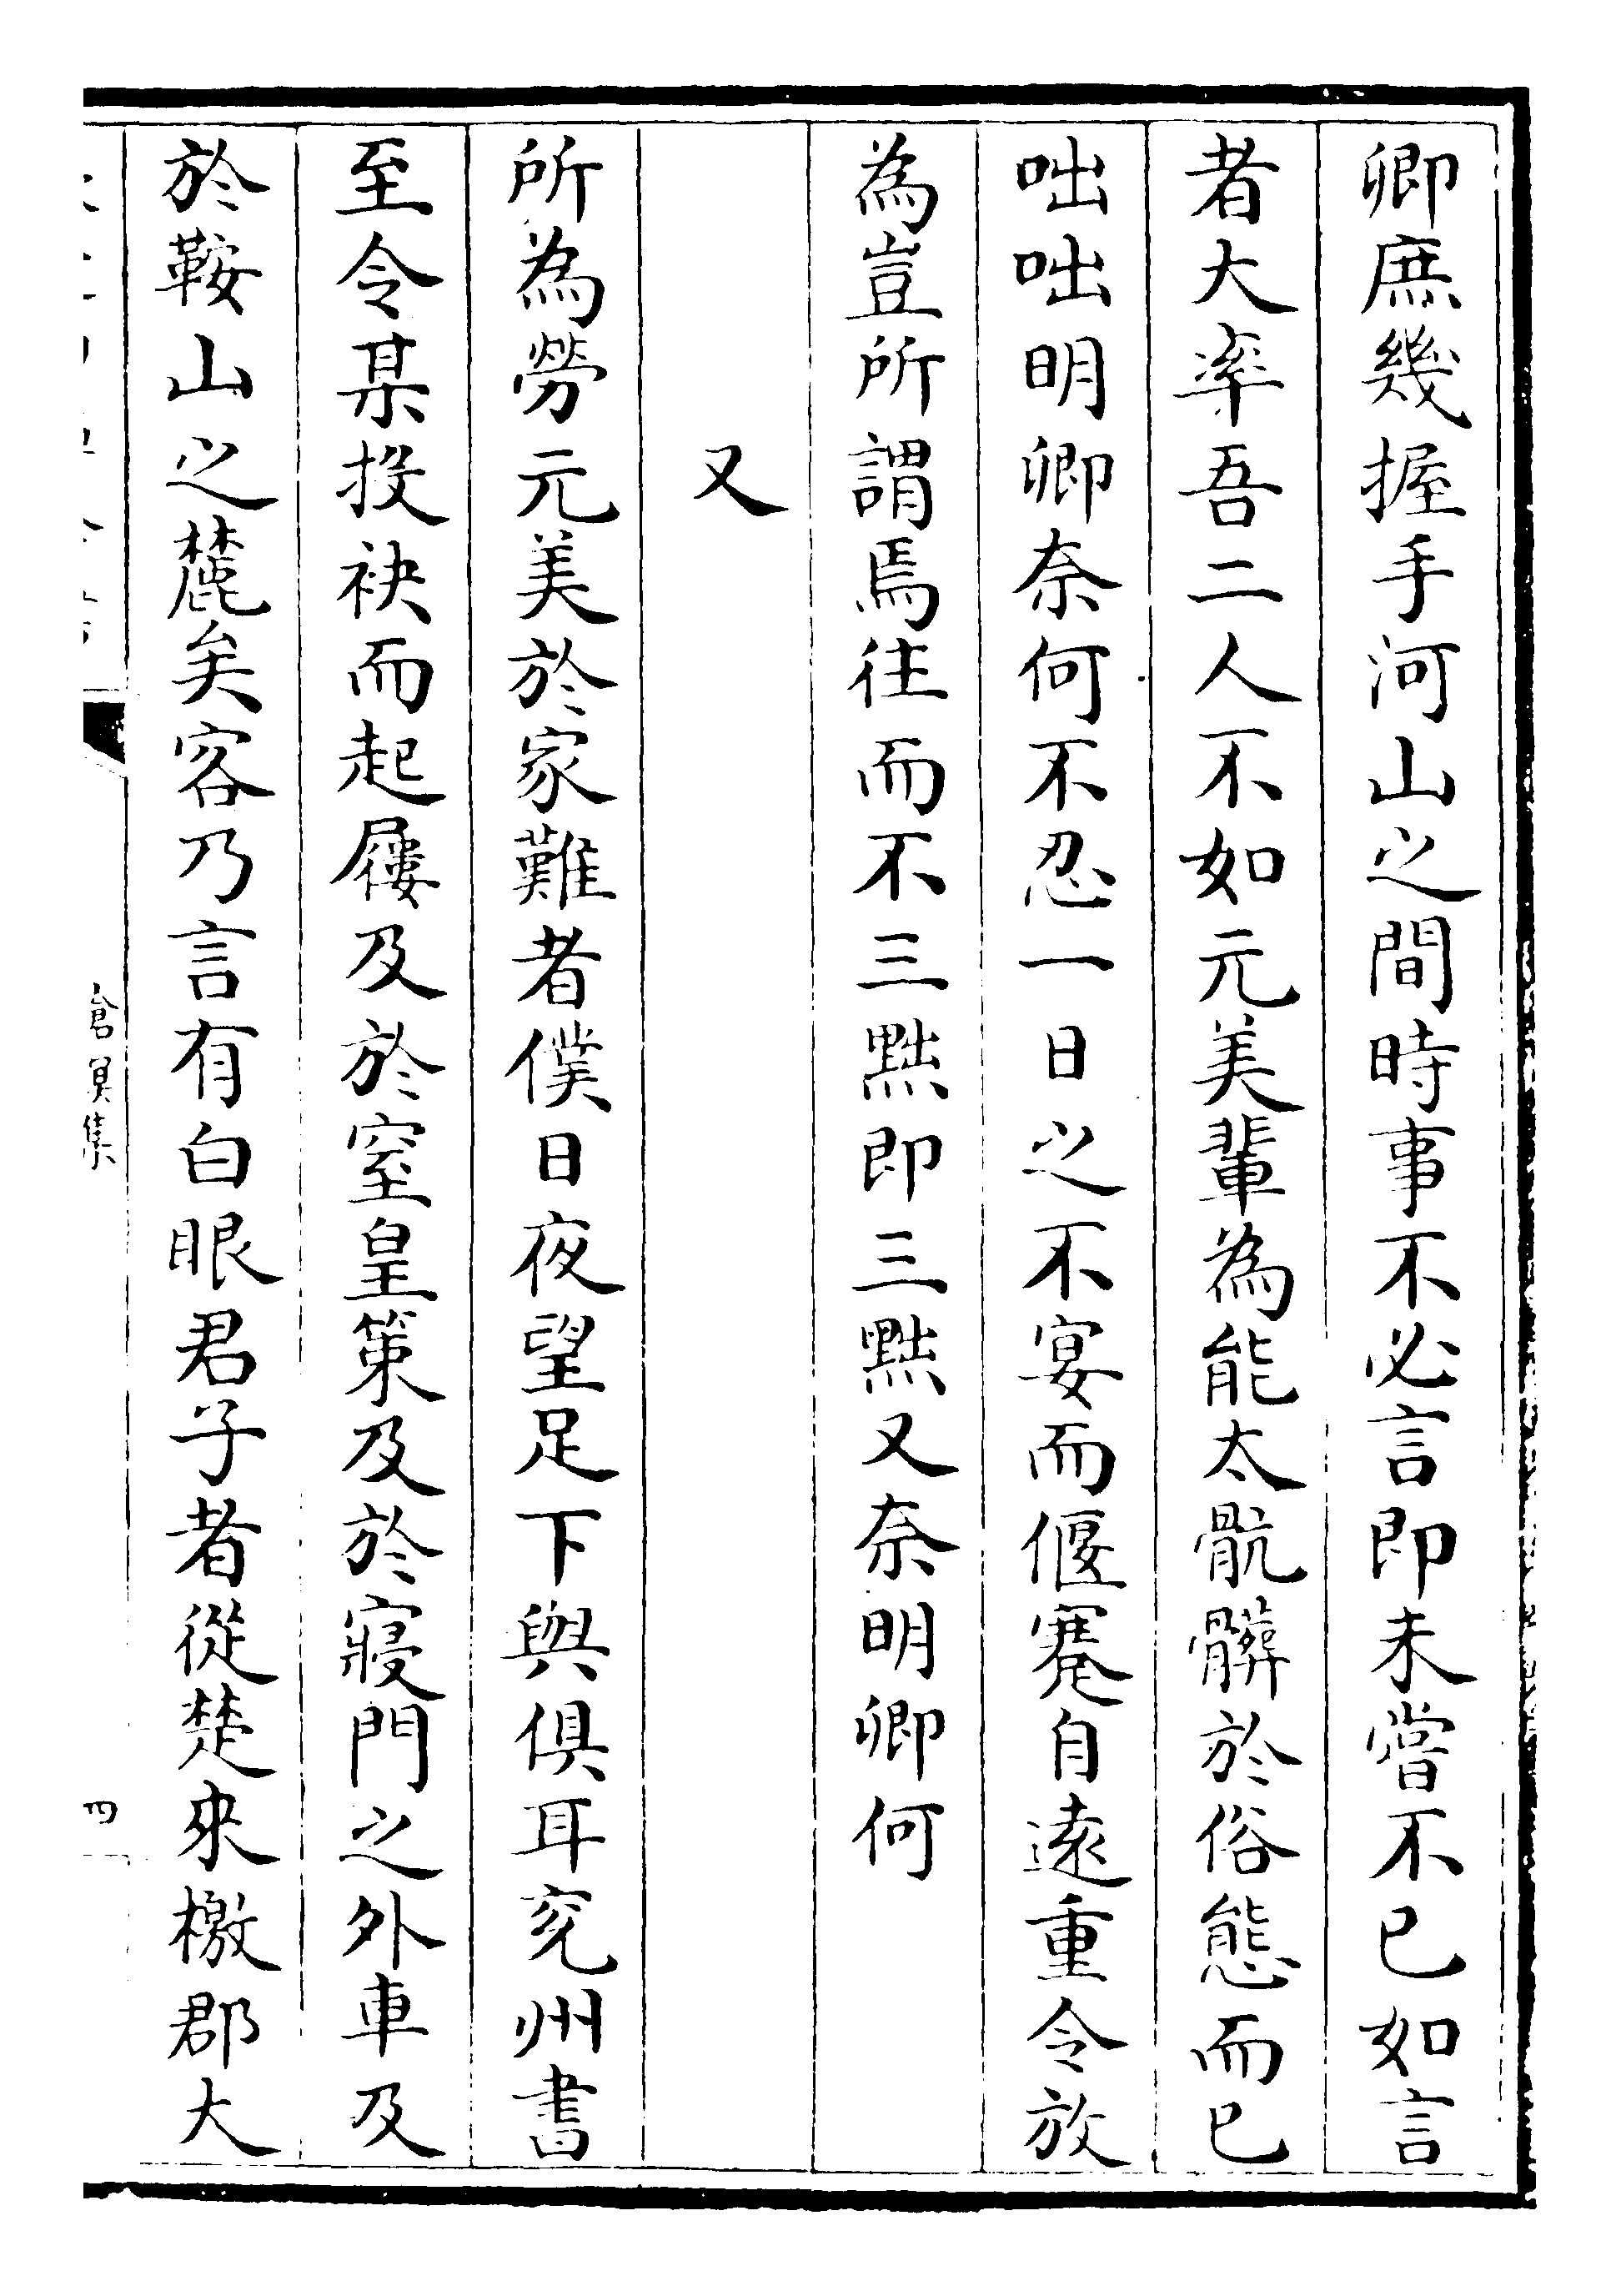 卿庶幾握手河山之間時事不必言即未嘗不已如言
者大率吾二人不如元美輩為能太骯髒於俗態而已
咄咄明卿奈何不忍一日之不宴而偃蹇自遠重令放
為豈所謂焉往而不三黜即三黜又奈明卿何
又
所為勞元美於家難者僕日夜望足下與俱耳兖州書
至令某投袂而起屨及於窒皇策及於寢門之外車及
於鞍山之麓矣客乃言有白眼君子者從楚來檄郡大
滄溟集
四